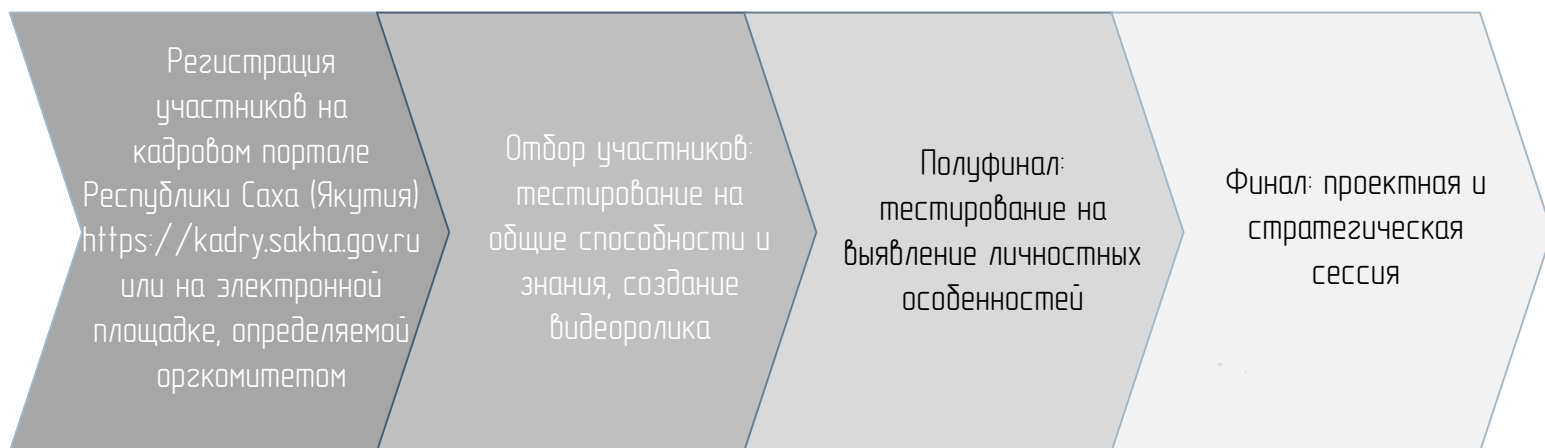 Регистрация
участников на
кадровом портале
Республики Саха (Якутия)
https://kadry.sakha.gov.ru
или на электронной
площадке, определяемой
оргкомитетом
Отбор участников:
тестирование на
общие способности и
знания, создание
видеоролика
Полуфинал:
тестирование на
выявление личностных
особенностей
Финал: проектная и
стратегическая
сессия